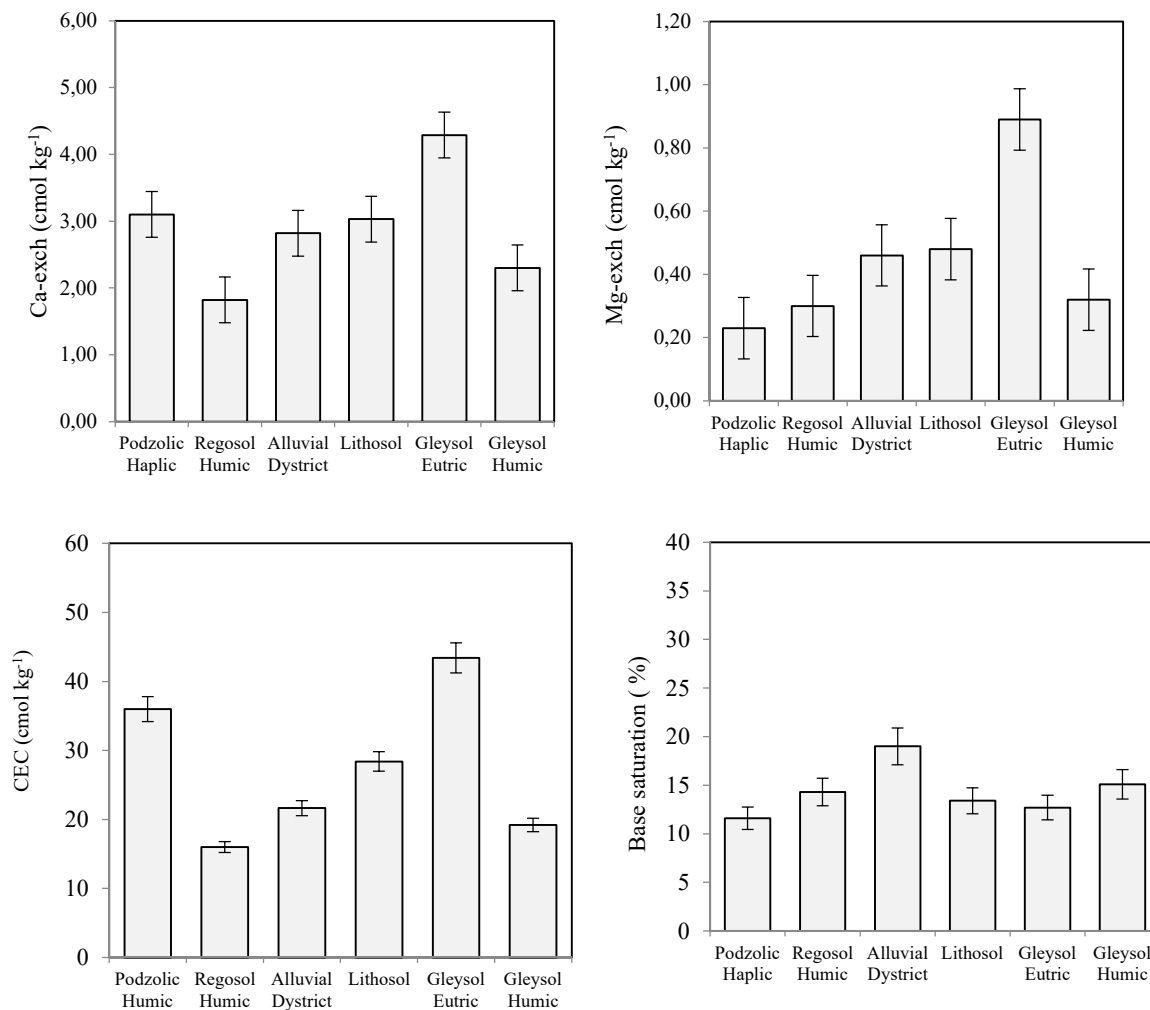 6,00
5,00
4,00
3,00
2,00
1,00
0,00
Ca-exch (cmol kg-1)
Podzolic Regosol Alluvial Lithosol Gleysol Gleysol
Haplic Humic Dystrict Eutric Humic
1,20
1,00
0,80
0,60
0,40
0,20
0,00
Mg-exch (cmol kg-1)
Podzolic Regosol Alluvial Lithosol Gleysol Gleysol
Haplic Humic Dystrict Eutric Humic
60
50
40
30
20
10
0
CEC (cmol kg-1)
Podzolic Regosol Alluvial Lithosol Gleysol Gleysol
Humic Humic Dystrict Eutric Humic
40
35
30
25
20
15
10
5
0
Base saturation ( %)
Podzolic Regosol Alluvial Lithosol Gleysol Gleysol
Haplic Humic Dystrict Eutric Humic